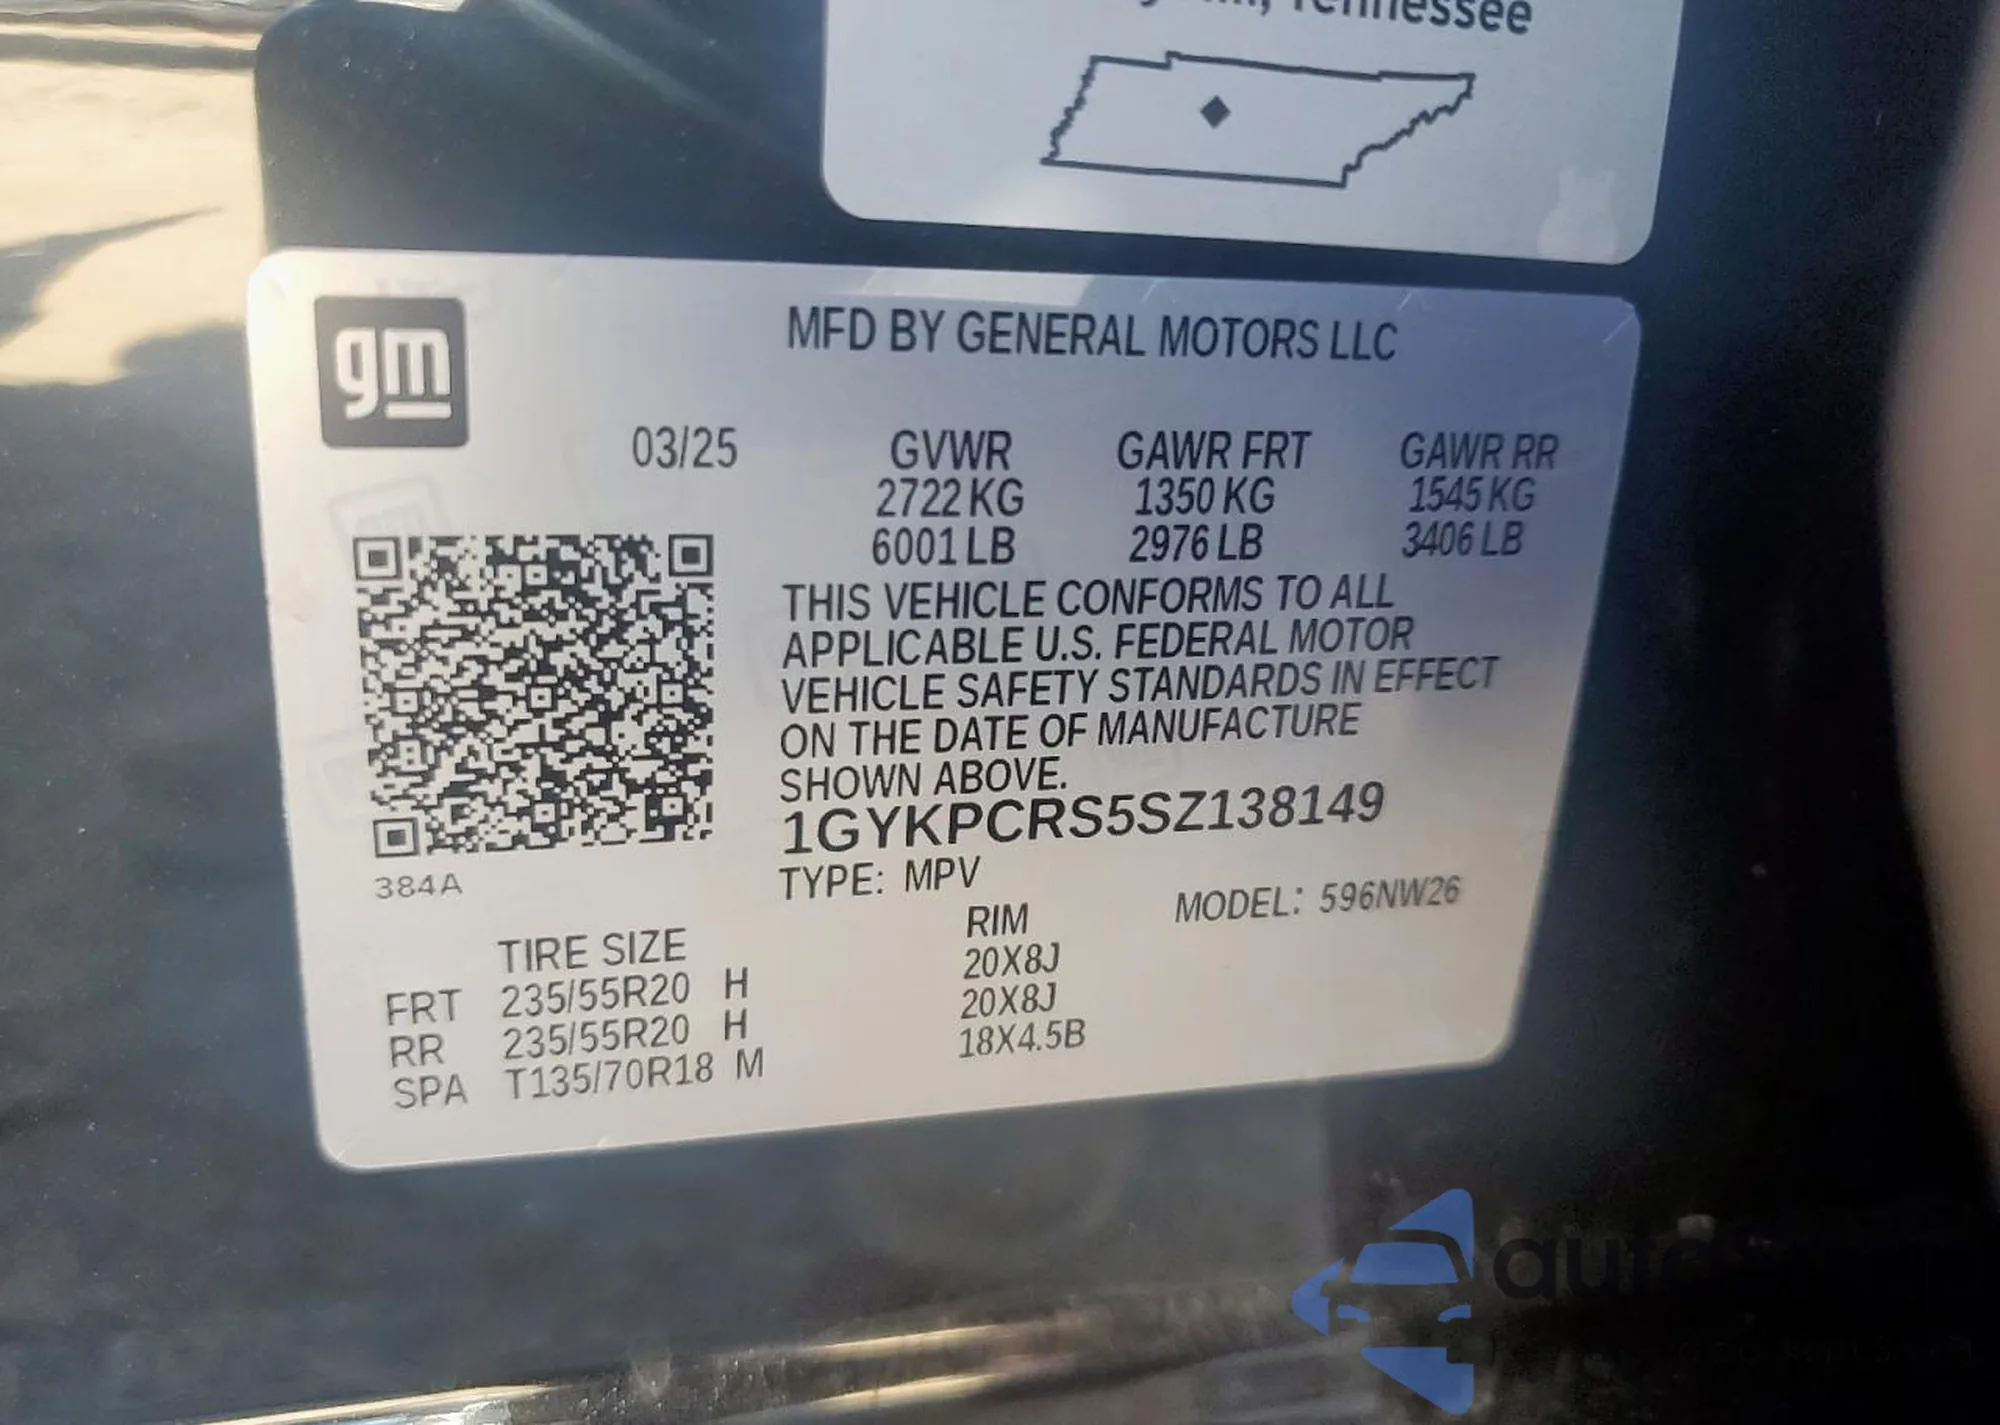 Tennessee
gm
MFD BY GENERAL MOTORS LLC
03/25 GVWR GAWR FRT GAWR RR
2722 KG 1350 KG 1545 KG
6001 LB 2976 LB 3406 LB
THIS VEHICLE CONFORMS TO ALL
APPLICABLE U.S. FEDERAL MOTOR
VEHICLE SAFETY STANDARDS IN EFFECT
ON THE DATE OF MANUFACTURE
SHOWN ABOVE.
1GYKPCRS5SZ138149
384A
TYPE: MPV MODEL: 596NW26
TIRE SIZE RIM
FRT 235/55R20 H 20X8J
RR 235/55R20 H 20X8J
SPA T135/70R18 M 18X4.5B